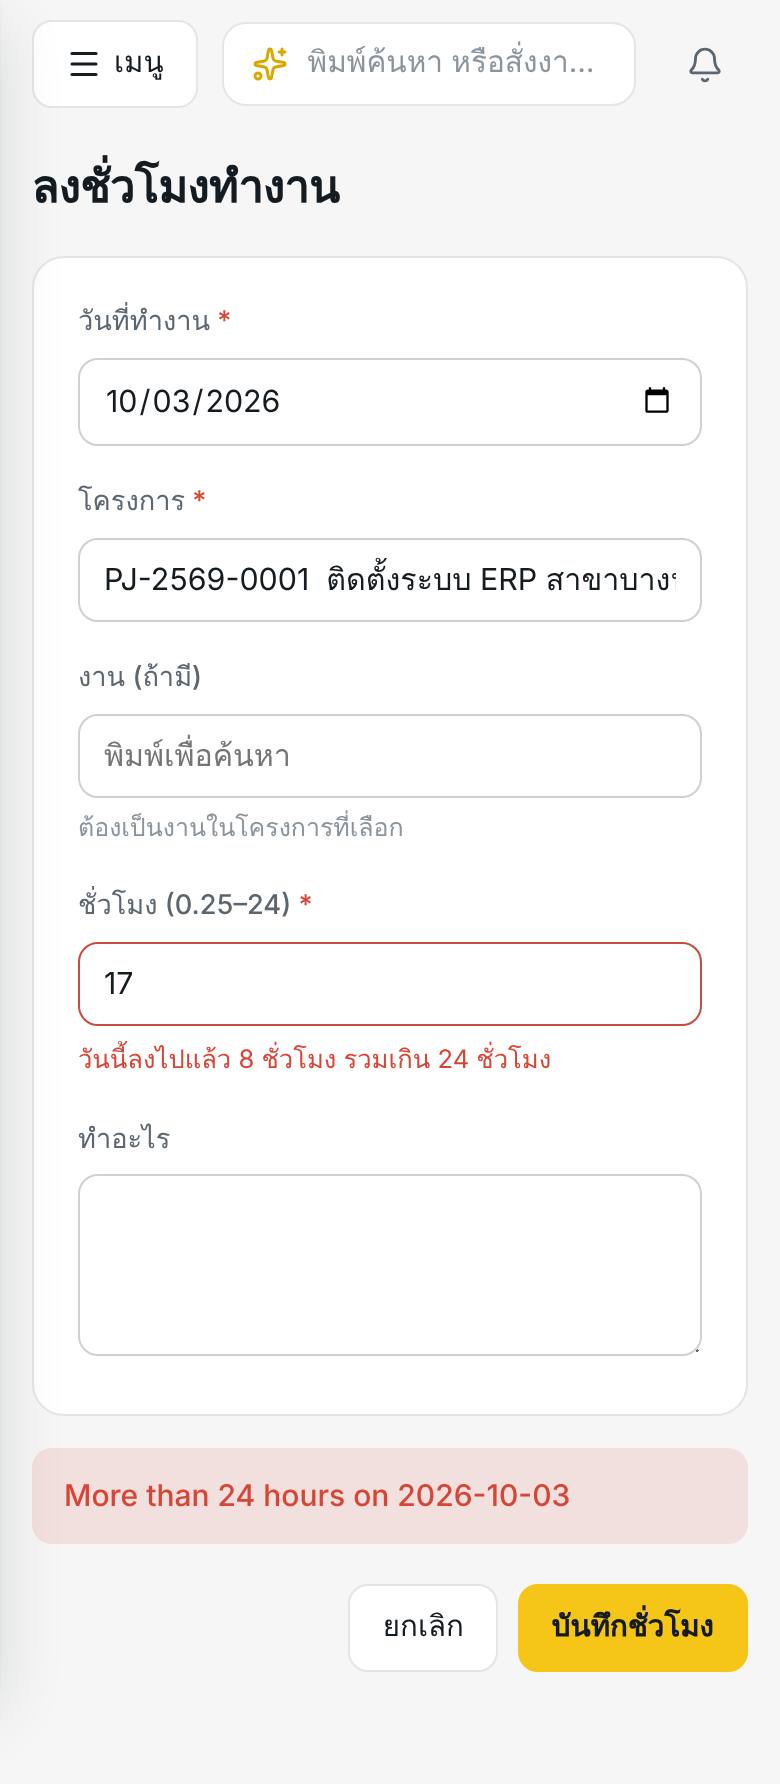 เมนู
พิมพ์ค้นหา หรือสั่งงา...
ลงชั่วโมงทำงาน
วันที่ทำงาน *
10/03/2026
โครงการ *
PJ-2569-0001 ติดตั้งระบบ ERP สาขาบาง
งาน (ถ้ามี)
พิมพ์เพื่อค้นหา
ต้องเป็นงานในโครงการที่เลือก
ชั่วโมง (0.25–24) *
17
วันนี้ลงไปแล้ว 8 ชั่วโมง รวมเกิน 24 ชั่วโมง
ทำอะไร
More than 24 hours on 2026-10-03
ยกเลิก
บันทึกชั่วโมง